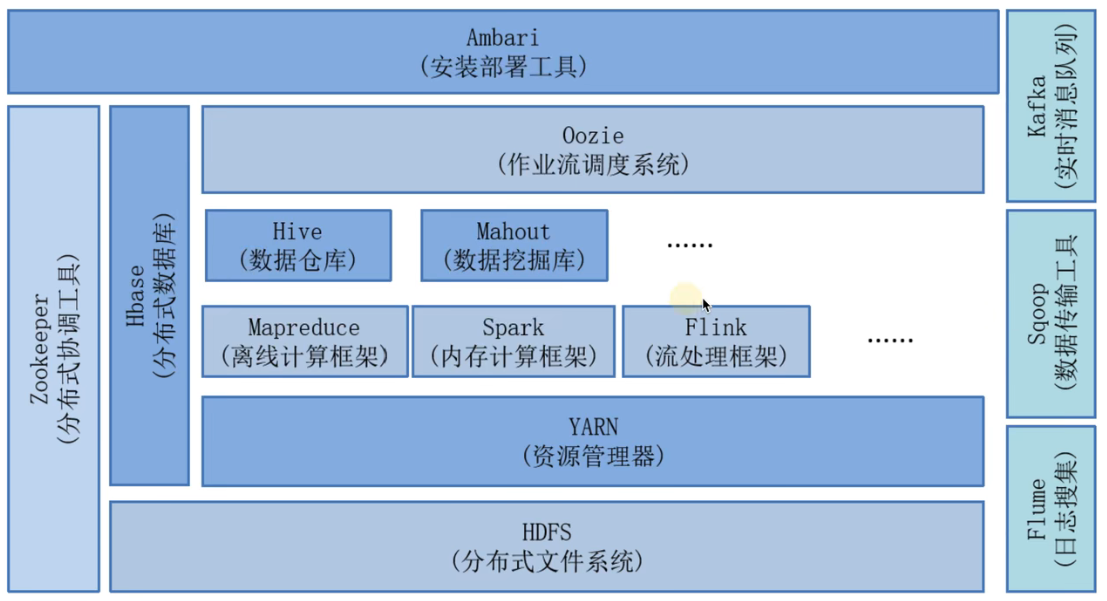 Ambari
(安装部署工具)
Kafka
(实时消息队列)
Zookeeper
(分布式协调工具)
Hbase
(分布式数据库)
Oozie
(作业流调度系统)
Hive
(数据仓库)
Mahout
(数据挖掘库)
......
Sqoop
(数据传输工具)
Mapreduce
(离线计算框架)
Spark
(内存计算框架)
Flink
(流处理框架)
......
YARN
(资源管理器)
Flume
(日志搜集)
HDFS
(分布式文件系统)